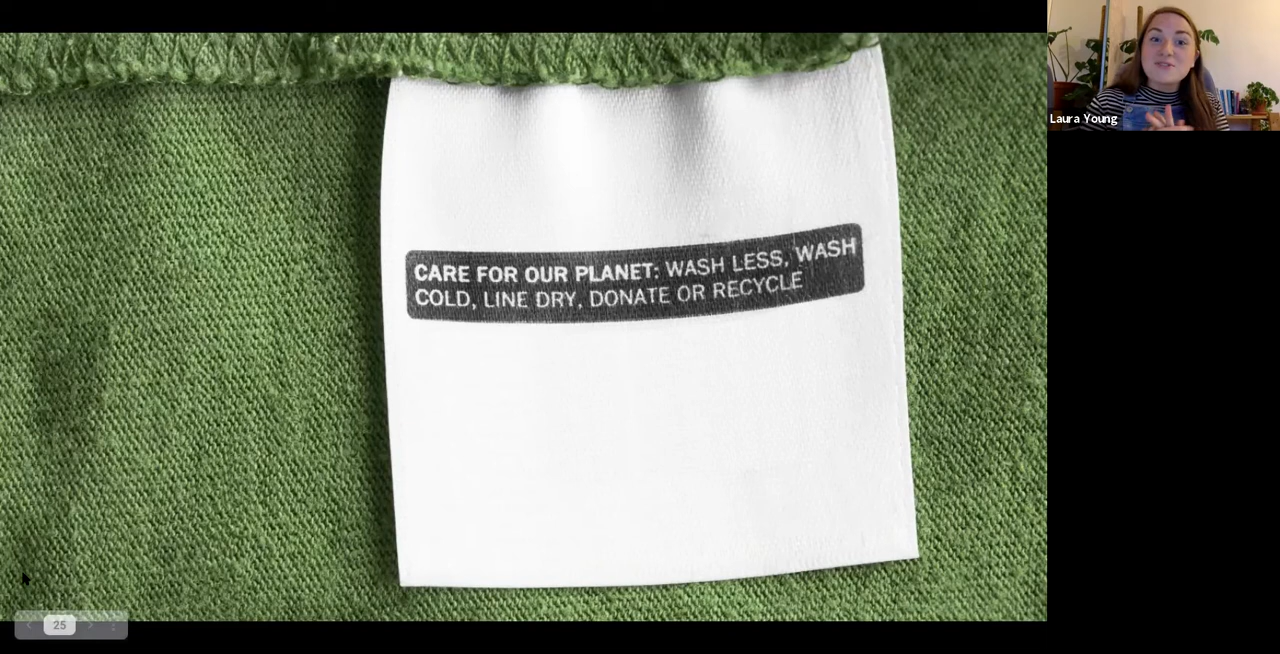 CARE FOR OUR PLANET: WASH LESS, WASH
COLD, LINE DRY, DONATE OR RECYCLE
Laura Young
25